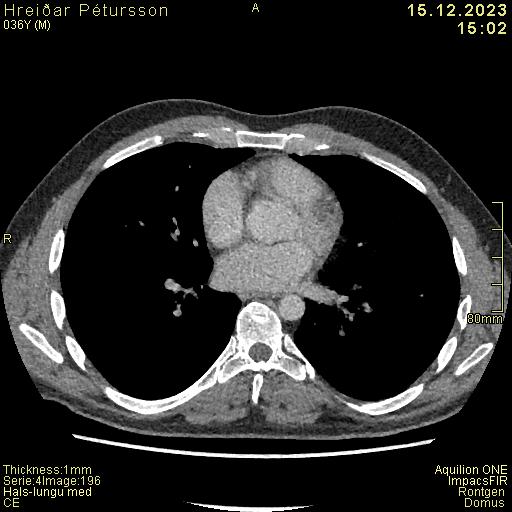 Hreiðar Pétursson
036Y (M)
A
15.12.2023
15:02
R
80mm
Thickness:1mm
Serie:4Image:196
Hals-lungu med
CE
Aquilion ONE
ImpacsFIR
Rontgen
Domus